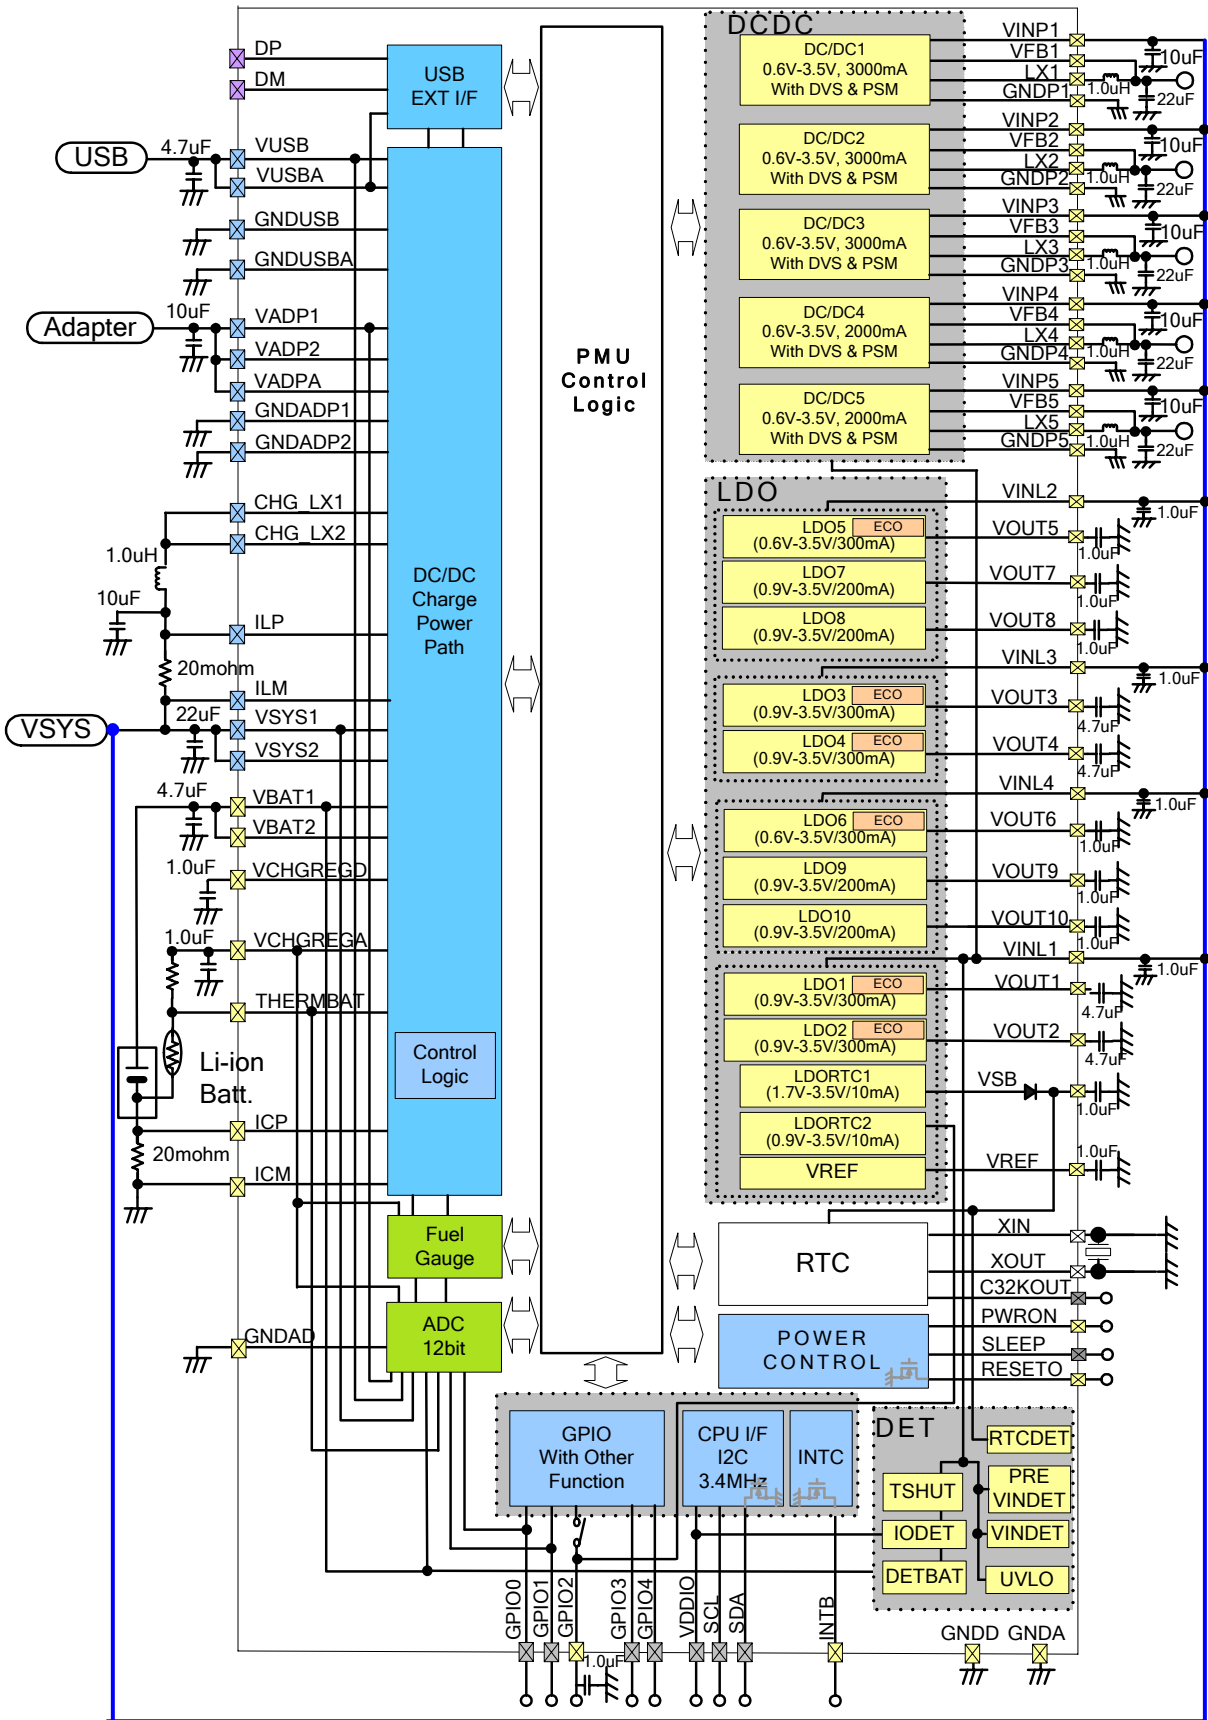 DP
DM
USB
EXT I/F
USB
4.7uF
VUSB
VUSBA
GNDUSB
GNDUSBA
Adapter
10uF
VADP1
VADP2
VADPA
GNDADP1
GNDADP2
CHG_LX1
CHG_LX2
1.0uH
10uF
ILP
20mohm
ILM
VSYS
22uF
VSYS1
VSYS2
4.7uF
VBAT1
VBAT2
1.0uF
VCHGREGD
1.0uF
VCHGREGA
THERMBAT
Li-ion
Batt.
ICP
20mohm
ICM
GNDAD
DC/DC
Charge
Power
Path
Control
Logic
Fuel
Gauge
ADC
12bit
PMU
Control
Logic
DCDC
DC/DC1
0.6V-3.5V, 3000mA
With DVS & PSM
DC/DC2
0.6V-3.5V, 3000mA
With DVS & PSM
DC/DC3
0.6V-3.5V, 3000mA
With DVS & PSM
DC/DC4
0.6V-3.5V, 2000mA
With DVS & PSM
DC/DC5
0.6V-3.5V, 2000mA
With DVS & PSM
VINP1
VFB1
10uF
LX1
1.0uH
GNDP1
22uF
VINP2
VFB2
10uF
LX2
1.0uH
GNDP2
22uF
VINP3
VFB3
10uF
LX3
1.0uH
GNDP3
22uF
VINP4
VFB4
10uF
LX4
1.0uH
GNDP4
22uF
VINP5
VFB5
10uF
LX5
1.0uH
GNDP5
22uF
LDO
LDO5
ECO
(0.6V-3.5V/300mA)
LDO7
(0.9V-3.5V/200mA)
LDO8
(0.9V-3.5V/200mA)
LDO3
ECO
(0.9V-3.5V/300mA)
LDO4
ECO
(0.9V-3.5V/300mA)
LDO6
ECO
(0.6V-3.5V/300mA)
LDO9
(0.9V-3.5V/200mA)
LDO10
(0.9V-3.5V/200mA)
LDO1
ECO
(0.9V-3.5V/300mA)
LDO2
ECO
(0.9V-3.5V/300mA)
LDORTC1
(1.7V-3.5V/10mA)
LDORTC2
(0.9V-3.5V/10mA)
VREF
VINL2
1.0uF
VOUT5
1.0uF
VOUT7
1.0uF
VOUT8
1.0uF
VINL3
1.0uF
VOUT3
4.7uF
VOUT4
4.7uF
VINL4
1.0uF
VOUT6
1.0uF
VOUT9
1.0uF
VOUT10
1.0uF
VINL1
1.0uF
VOUT1
4.7uF
VOUT2
4.7uF
VSB
1.0uF
VREF
1.0uF
RTC
XIN
XOUT
C32KOUT
POWER
CONTROL
PWRON
SLEEP
RESETO
GPIO
With Other
Function
CPU I/F
I2C
3.4MHz
INTC
DET
RTCDET
TSHUT
PRE
VINDET
IODET
VINDET
DETBAT
UVLO
GPIO0
GPIO1
GPIO2
GPIO3
GPIO4
VDDIO
SCL
SDA
INTB
1.0uF
GNDD
GNDA